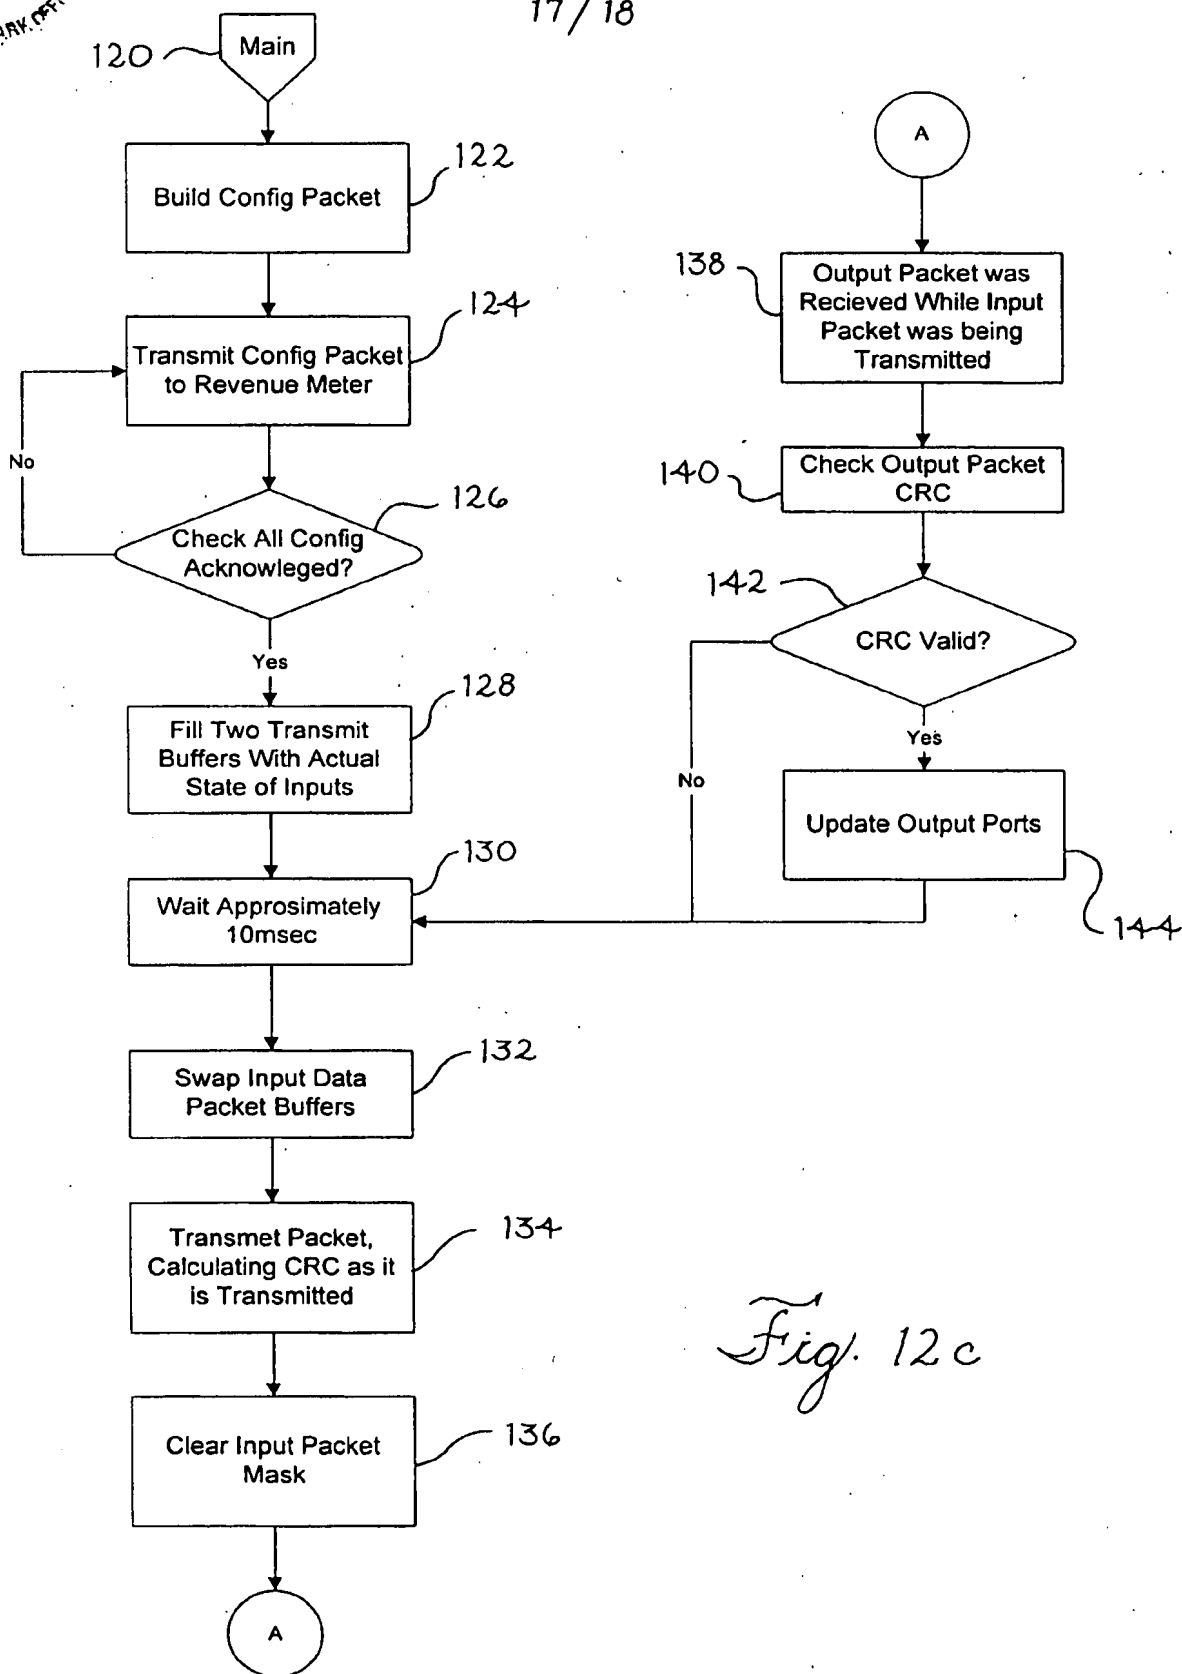 17/18
120
Main
122
Build Config Packet
124
Transmit Config Packet
to Revenue Meter
No
126
Check All Config
Acknowleged?
Yes
128
Fill Two Transmit
Buffers With Actual
State of Inputs
130
Wait Approsimately
10msec
132
Swap Input Data
Packet Buffers
134
Transmet Packet,
Calculating CRC as it
is Transmitted
136
Clear Input Packet
Mask
A
A
138
Output Packet was
Recieved While Input
Packet was being
Transmitted
140
Check Output Packet
CRC
142
CRC Valid?
Yes
No
Update Output Ports
144
Fig. 12c